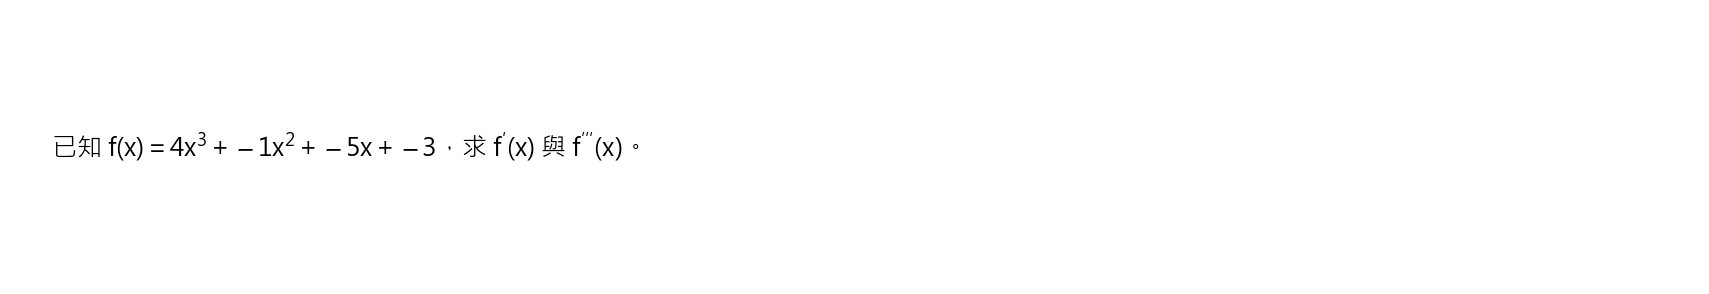 已知 f(x) = 4x³ + −1x² + −5x + −3，求 f′(x) 與 f′′′(x)。